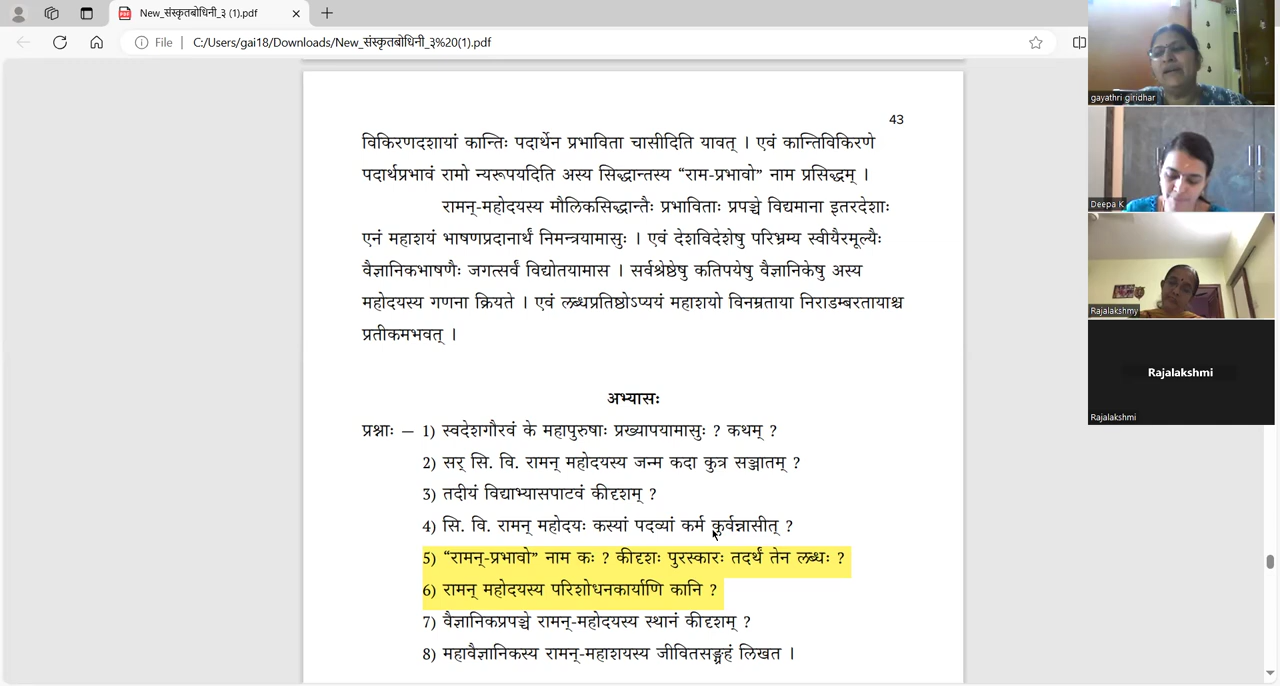 New_संस्कृतबोधिनी_३ (1).pdf
File
C:/Users/gai18/Downloads/New_संस्कृतबोधिनी_३%20(1).pdf
43
विकिरणदशायां कान्तिः पदार्थेन प्रभाविता चासीदिति यावत् । एवं कान्तिविकिरणे
पदार्थप्रभावं रामो न्यरूपयदिति अस्य सिद्धान्तस्य “राम-प्रभावो” नाम प्रसिद्धम् ।
रामन्-महोदयस्य मौलिकसिद्धान्तैः प्रभाविताः प्रपञ्चे विद्यमाना इतरदेशाः
एनं महाशयं भाषणप्रदानार्थं निमन्त्रयामासुः । एवं देशविदेशेषु परिभ्रम्य स्वीयैरमूल्यैः
वैज्ञानिकभाषणैः जगत्सर्वं विद्योतयामास । सर्वश्रेष्ठेषु कतिपयेषु वैज्ञानिकेषु अस्य
महोदयस्य गणना क्रियते । एवं लब्धप्रतिष्ठोऽप्ययं महाशयो विनम्रताया निराडम्बरतायाश्च
प्रतीकमभवत् ।
अभ्यासः
प्रश्नाः — 1) स्वदेशगौरवं के महापुरुषाः प्रख्यापयामासुः ? कथम् ?
2) सर् सि. वि. रामन् महोदयस्य जन्म कदा कुत्र सञ्जातम् ?
3) तदीयं विद्याभ्यासपाटवं कीदृशम् ?
4) सि. वि. रामन् महोदयः कस्यां पदव्यां कर्म कुर्वन्नासीत् ?
5) “रामन्-प्रभावो” नाम कः ? कीदृशः पुरस्कारः तदर्थं तेन लब्धः ?
6) रामन् महोदयस्य परिशोधनकार्याणि कानि ?
7) वैज्ञानिकप्रपञ्चे रामन्-महोदयस्य स्थानं कीदृशम् ?
8) महावैज्ञानिकस्य रामन्-महाशयस्य जीवितसङ्ग्रहं लिखत ।
gayathri giridhar
Deepa K
Rajalakshmy
Rajalakshmi
Rajalakshmi